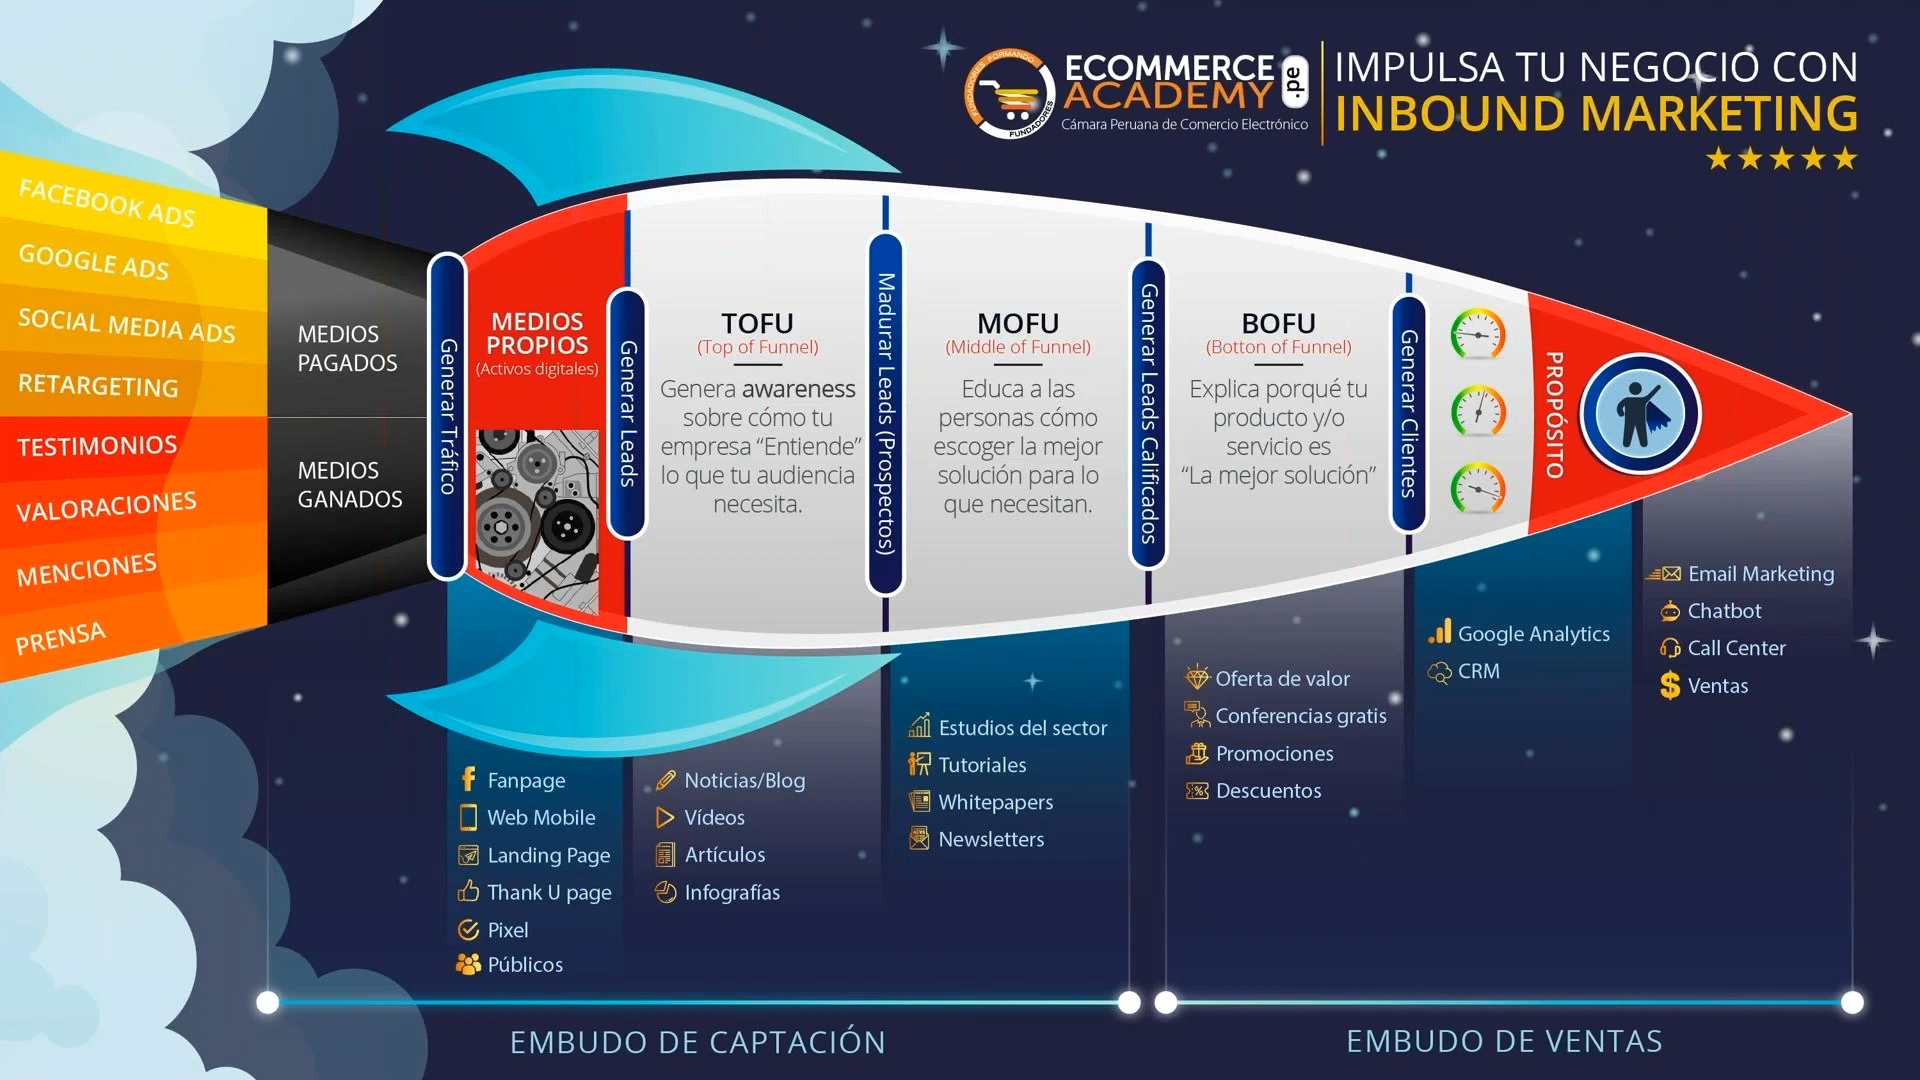 FORMANDO
FUNDADORES
FUNDADORES
ECOMMERCE
ACADEMY
.pe
Cámara Peruana de Comercio Electrónico
IMPULSA TU NEGOCIO CON
INBOUND MARKETING
FACEBOOK ADS
GOOGLE ADS
SOCIAL MEDIA ADS
RETARGETING
TESTIMONIOS
VALORACIONES
MENCIONES
PRENSA
MEDIOS
PAGADOS
MEDIOS
GANADOS
Generar Tráfico
MEDIOS
PROPIOS
(Activos digitales)
Generar Leads
TOFU
(Top of Funnel)
Genera awareness
sobre cómo tu
empresa “Entiende”
lo que tu audiencia
necesita.
Madurar Leads (Prospectos)
MOFU
(Middle of Funnel)
Educa a las
personas cómo
escoger la mejor
solución para lo
que necesitan.
Generar Leads Calificados
BOFU
(Botton of Funnel)
Explica porqué tu
producto y/o
servicio es
“La mejor solución”
Generar Clientes
PROPÓSITO
Fanpage
Web Mobile
Landing Page
Thank U page
Pixel
Públicos
Noticias/Blog
Vídeos
Artículos
Infografías
Estudios del sector
Tutoriales
Whitepapers
Newsletters
Oferta de valor
Conferencias gratis
Promociones
Descuentos
Google Analytics
CRM
Email Marketing
Chatbot
Call Center
Ventas
EMBUDO DE CAPTACIÓN
EMBUDO DE VENTAS